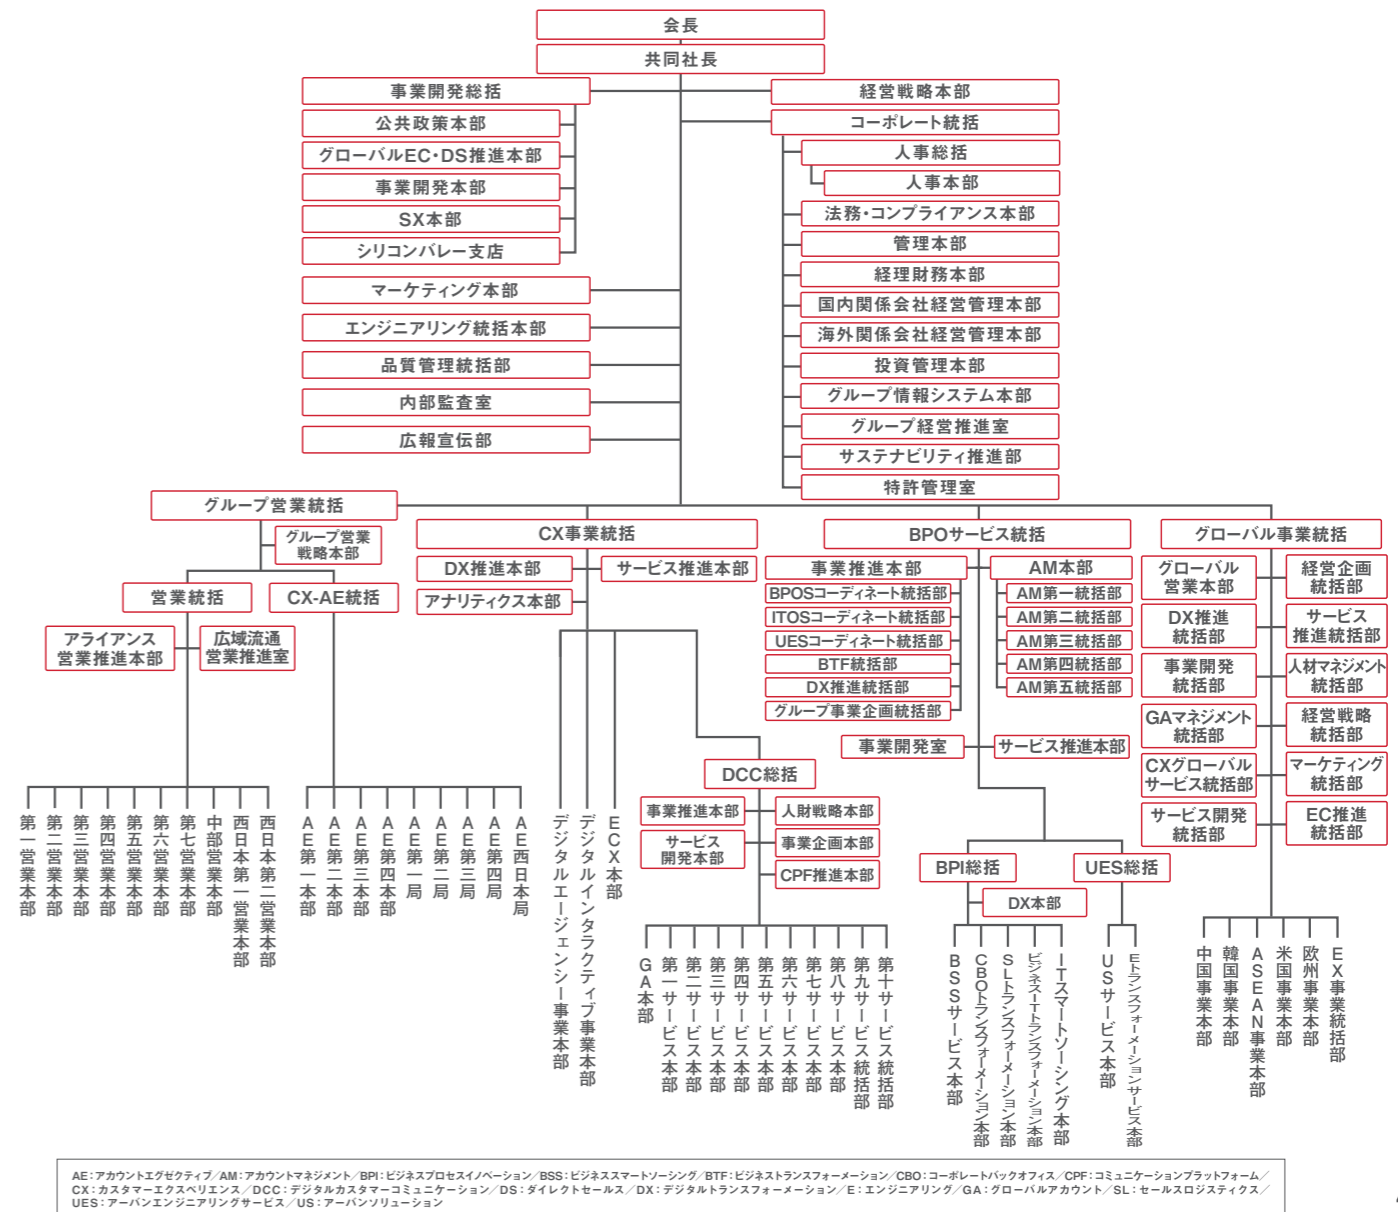 会長
共同社長
事業開発総括
公共政策本部
グローバルEC・DS推進本部
事業開発本部
SX本部
シリコンバレー支店
マーケティング本部
エンジニアリング統括本部
品質管理統括部
内部監査室
広報宣伝部
経営戦略本部
コーポレート統括
人事総括
人事本部
法務・コンプライアンス本部
管理本部
経理財務本部
国内関係会社経営管理本部
海外関係会社経営管理本部
投資管理本部
グループ情報システム本部
グループ経営推進室
サステナビリティ推進部
特許管理室
グループ営業統括
グループ営業
戦略本部
営業統括
CX-AE統括
アライアンス
営業推進本部
広域流通
営業推進室
第一営業本部
第二営業本部
第三営業本部
第四営業本部
第五営業本部
第六営業本部
第七営業本部
中部営業本部
西日本第一営業本部
西日本第二営業本部
AE第一本部
AE第二本部
AE第三本部
AE第四本部
AE第一局
AE第二局
AE第三局
AE第四局
AE西日本局
CX事業統括
DX推進本部
サービス推進本部
アナリティクス本部
デジタルエージェンシー事業本部
デジタルインタラクティブ事業本部
ECX本部
DCC総括
事業推進本部
人財戦略本部
サービス
開発本部
事業企画本部
CPF推進本部
GA本部
第一サービス本部
第二サービス本部
第三サービス本部
第四サービス本部
第五サービス本部
第六サービス本部
第七サービス本部
第八サービス本部
第九サービス統括部
第十サービス統括部
BPOサービス統括
事業推進本部
BPOSコーディネート統括部
ITOSコーディネート統括部
UESコーディネート統括部
BTF統括部
DX推進統括部
グループ事業企画統括部
AM本部
AM第一統括部
AM第二統括部
AM第三統括部
AM第四統括部
AM第五統括部
事業開発室
サービス推進本部
BPI総括
DX本部
UES総括
BSSサービス本部
CBOトランスフォーメーション本部
SLトランスフォーメーション本部
ビジネスITトランスフォーメーション本部
ITスマートソーシング本部
USサービス本部
Eトランスフォーメーションサービス本部
グローバル事業統括
グローバル
営業本部
経営企画
統括部
DX推進
統括部
サービス
推進統括部
事業開発
統括部
人材マネジメント
統括部
GAマネジメント
統括部
経営戦略
統括部
CXグローバル
サービス統括部
マーケティング
統括部
サービス開発
統括部
EC推進
統括部
中国事業本部
韓国事業本部
ASEAN事業本部
米国事業本部
欧州事業本部
EX事業統括部
AE：アカウントエグゼクティブ／AM：アカウントマネジメント／BPI：ビジネスプロセスイノベーション／BSS：ビジネススマートソーシング／BTF：ビジネストランスフォーメーション／CBO：コーポレートバックオフィス／CPF：コミュニケーションプラットフォーム／
CX：カスタマーエクスペリエンス／DCC：デジタルカスタマーコミュニケーション／DS：ダイレクトセールス／DX：デジタルトランスフォーメーション／E：エンジニアリング／GA：グローバルアカウント／SL：セールスロジスティクス／
UES：アーバンエンジニアリングサービス／US：アーバンソリューション